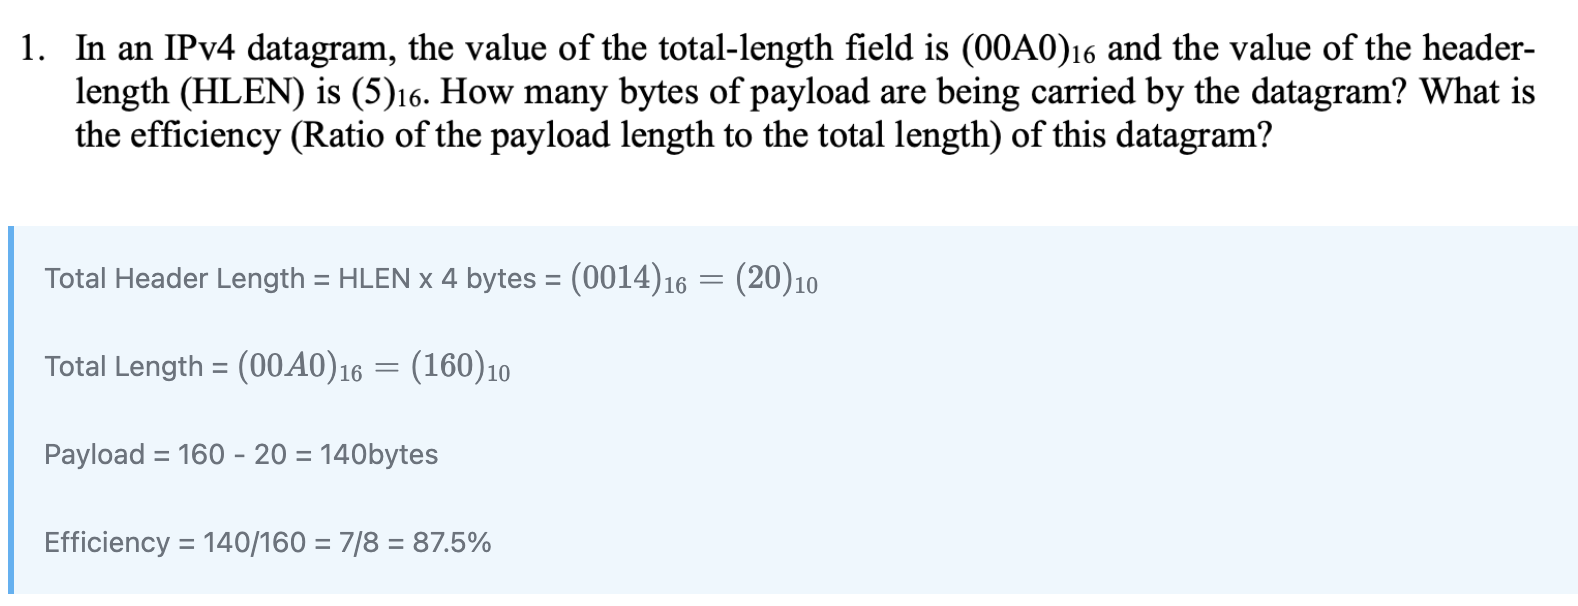 1. In an IPv4 datagram, the value of the total-length field is (00A0)16 and the value of the header-
length (HLEN) is (5)16. How many bytes of payload are being carried by the datagram? What is
the efficiency (Ratio of the payload length to the total length) of this datagram?
Total Header Length = HLEN x 4 bytes = (0014)16 = (20)10
Total Length = (00A0)16 = (160)10
Payload = 160 - 20 = 140bytes
Efficiency = 140/160 = 7/8 = 87.5%